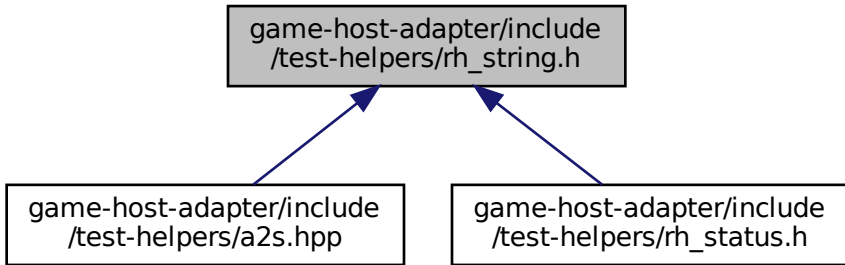 game-host-adapter/include
/test-helpers/rh_string.h
game-host-adapter/include
/test-helpers/a2s.hpp
game-host-adapter/include
/test-helpers/rh_status.h